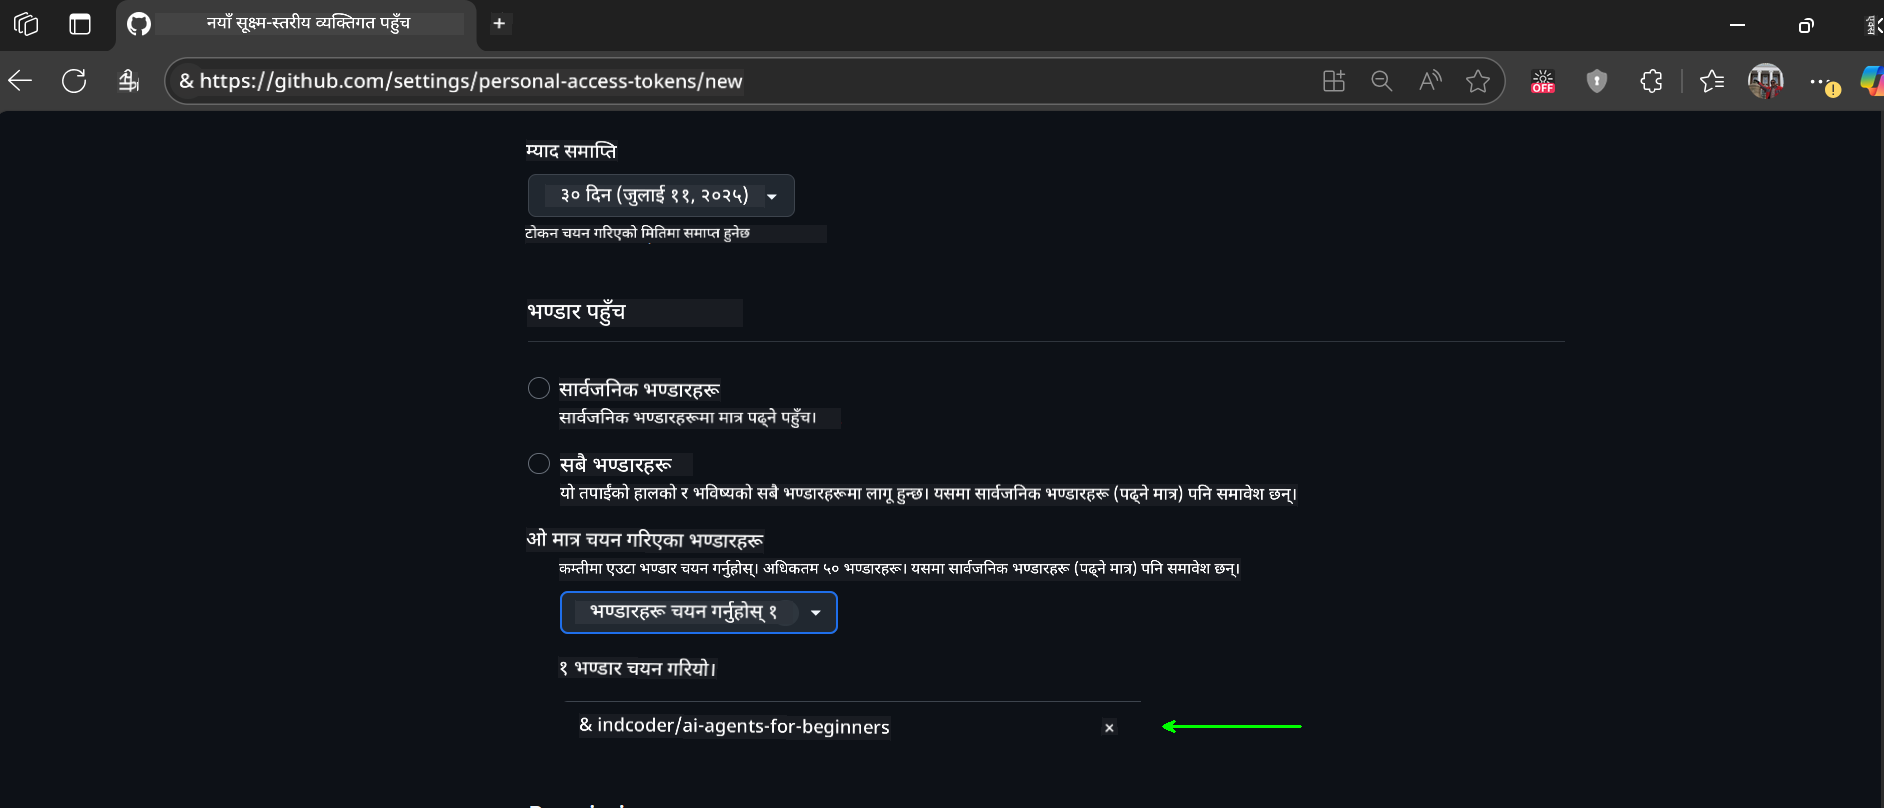 नयाँ सूक्ष्म-स्तरीय व्यक्तिगत पहुँच
& https://github.com/settings/personal-access-tokens/new
OFF
म्याद समाप्ति
३० दिन (जुलाई ११, २०२५)
टोकन चयन गरिएको मितिमा समाप्त हुनेछ
भण्डार पहुँच
सार्वजनिक भण्डारहरू
सार्वजनिक भण्डारहरूमा मात्र पढ्ने पहुँच।
सबै भण्डारहरू
यो तपाईंको हालको र भविष्यको सबै भण्डारहरूमा लागू हुन्छ। यसमा सार्वजनिक भण्डारहरू (पढ्ने मात्र) पनि समावेश छन्।
ओ मात्र चयन गरिएका भण्डारहरू
कम्तीमा एउटा भण्डार चयन गर्नुहोस्। अधिकतम ५० भण्डारहरू। यसमा सार्वजनिक भण्डारहरू (पढ्ने मात्र) पनि समावेश छन्।
भण्डारहरू चयन गर्नुहोस् १
१ भण्डार चयन गरियो।
& indcoder/ai-agents-for-beginners